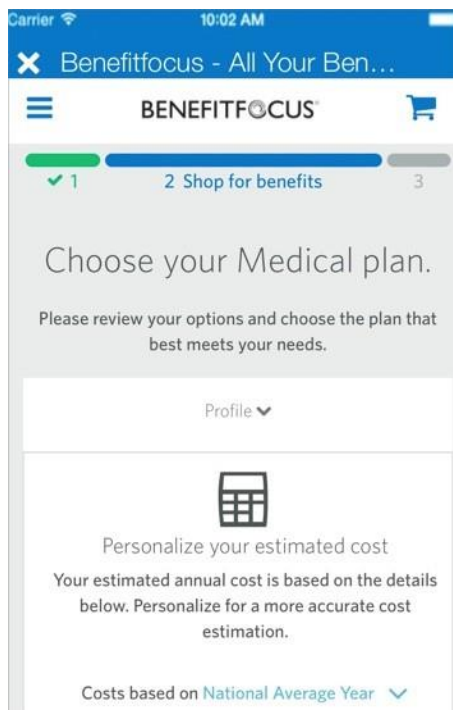 Carrier 10:02 AM
Benefitfocus - All Your Ben...
BENEFITFOCUS
1 2 Shop for benefits 3
Choose your Medical plan.
Please review your options and choose the plan that
best meets your needs.
Profile
Personalize your estimated cost
Your estimated annual cost is based on the details
below. Personalize for a more accurate cost
estimation.
Costs based on National Average Year